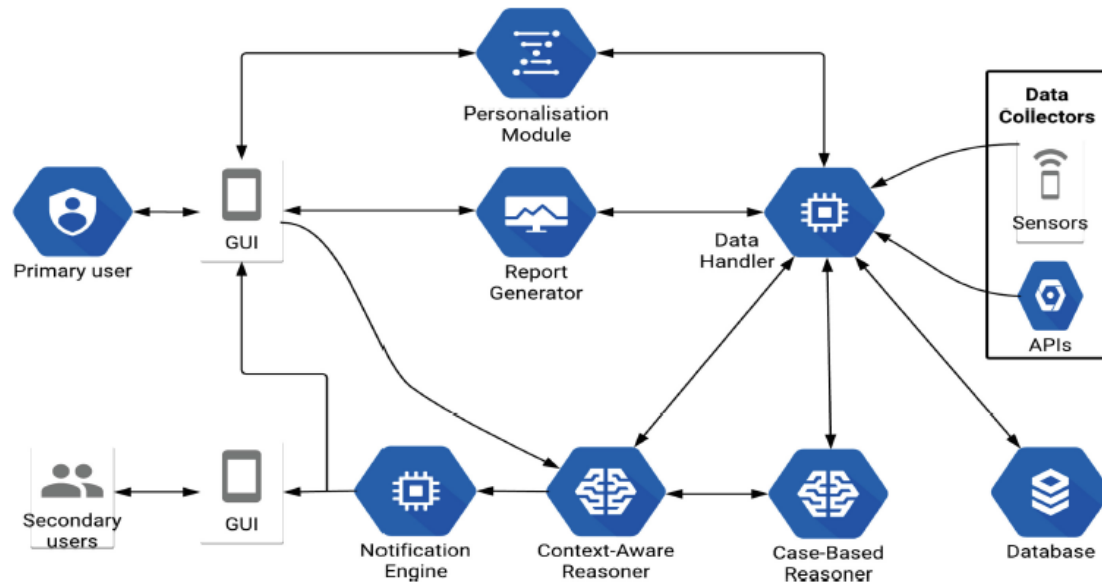 Personalisation
Module
Data
Collectors
Sensors
APIs
Primary user
GUI
Report
Generator
Data
Handler
Secondary
users
GUI
Notification
Engine
Context-Aware
Reasoner
Case-Based
Reasoner
Database